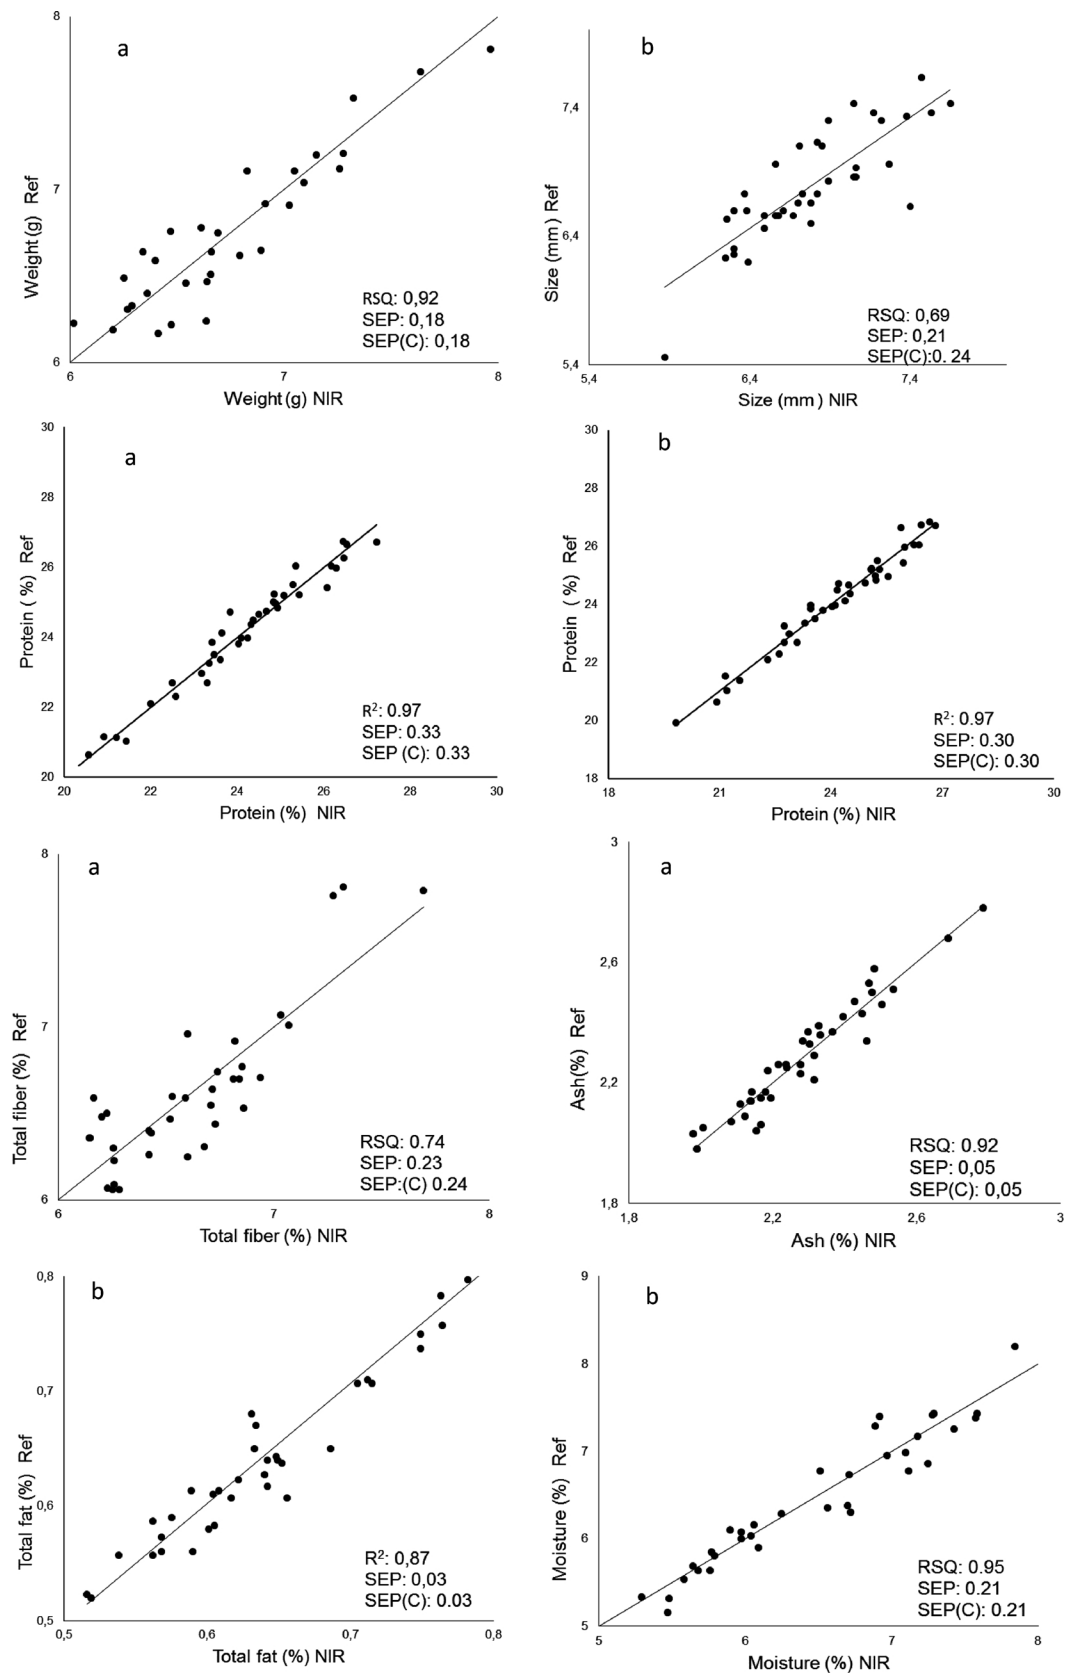 a
8
7
6
6
7
8
Weight (g) Ref
Weight (g) NIR
RSQ: 0,92
SEP: 0,18
SEP(C): 0,18
b
7,4
6,4
5,4
5,4
6,4
7,4
Size (mm) Ref
Size (mm) NIR
RSQ: 0,69
SEP: 0,21
SEP(C):0. 24
a
30
28
26
24
22
20
20
22
24
26
28
30
Protein ( %) Ref
Protein (%) NIR
R²: 0.97
SEP: 0.33
SEP (C): 0.33
b
30
28
26
24
22
20
18
18
21
24
27
30
Protein ( %) Ref
Protein (%) NIR
R²: 0.97
SEP: 0.30
SEP(C): 0.30
a
8
7
6
6
7
8
Total fiber (%) Ref
Total fiber (%) NIR
RSQ: 0.74
SEP: 0.23
SEP:(C) 0.24
a
3
2,6
2,2
1,8
1,8
2,2
2,6
3
Ash(%) Ref
Ash (%) NIR
RSQ: 0.92
SEP: 0,05
SEP(C): 0,05
b
0,8
0,7
0,6
0,5
0,5
0,6
0,7
0,8
Total fat (%) Ref
Total fat (%) NIR
R²: 0,87
SEP: 0,03
SEP(C): 0.03
b
9
8
7
6
5
5
6
7
8
Moisture (%) Ref
Moisture (%) NIR
RSQ: 0.95
SEP: 0.21
SEP(C): 0.21